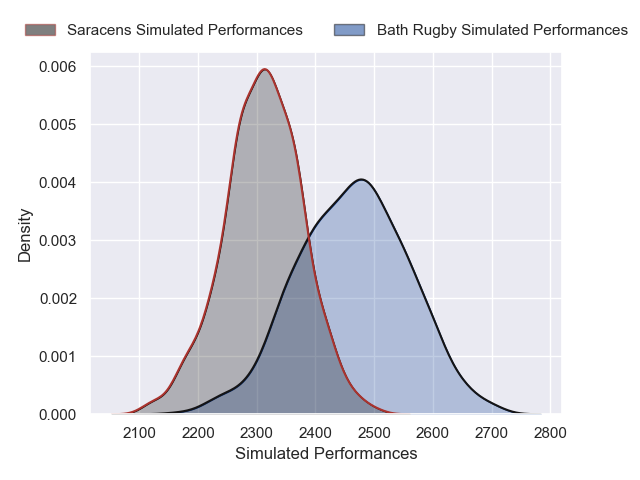 Saracens Simulated Performances Bath Rugby Simulated Performances
0.006
0.005
0.004
0.003
0.002
0.001
0.000
Density
2100 2200 2300 2400 2500 2600 2700 2800
Simulated Performances